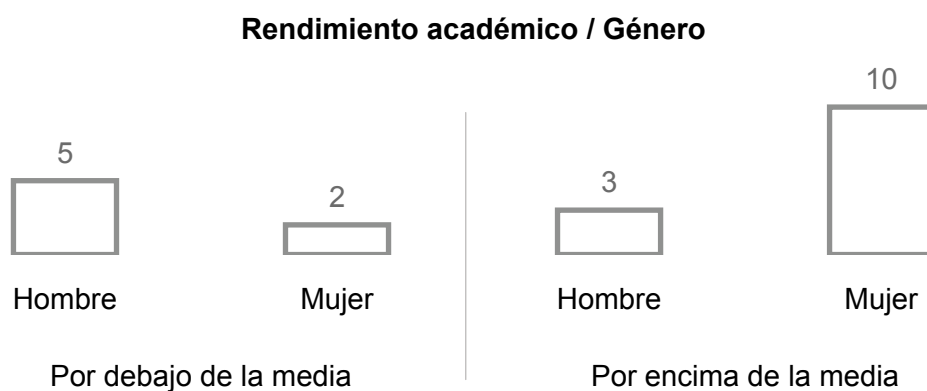 Rendimiento académico / Género
10
5
2
3
Hombre Mujer Hombre Mujer
Por debajo de la media Por encima de la media